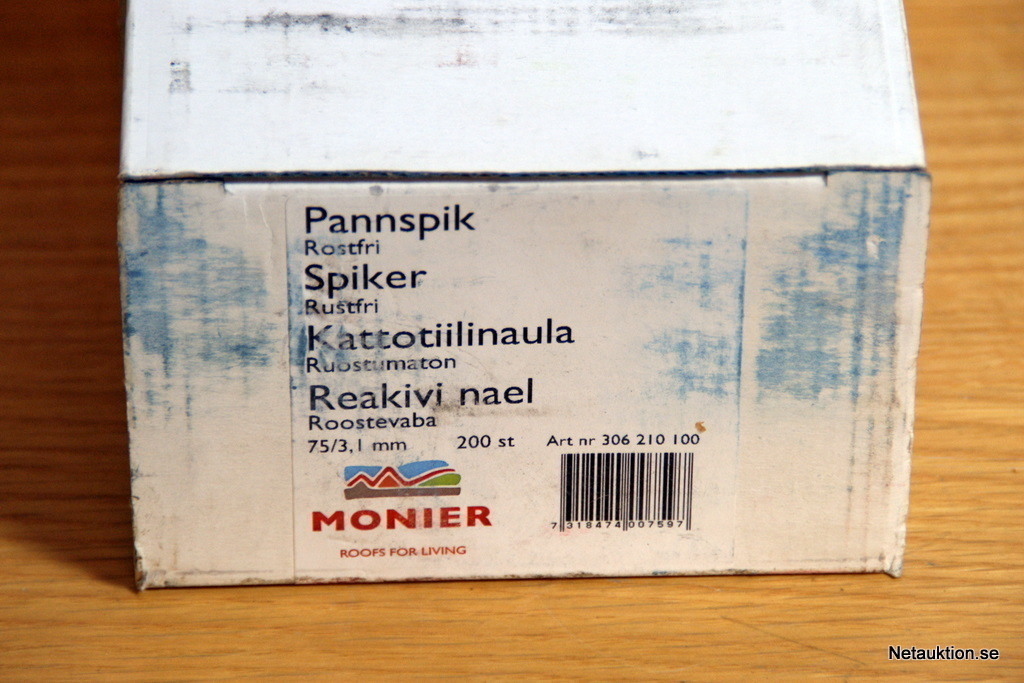 Pannspik
Rostfri
Spiker
Rustfri
Kattotiilinaula
Ruostumaton
Reakivi nael
Roostevaba
75/3,1 mm 200 st Art nr 306 210 100
MONIER
ROOFS FOR LIVING
7 318474 007597
Netauktion.se